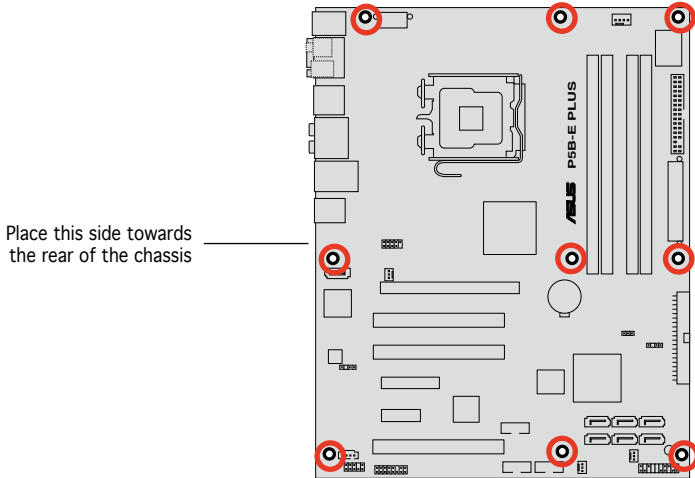 Place this side towards
the rear of the chassis
ASUS P5B-E PLUS